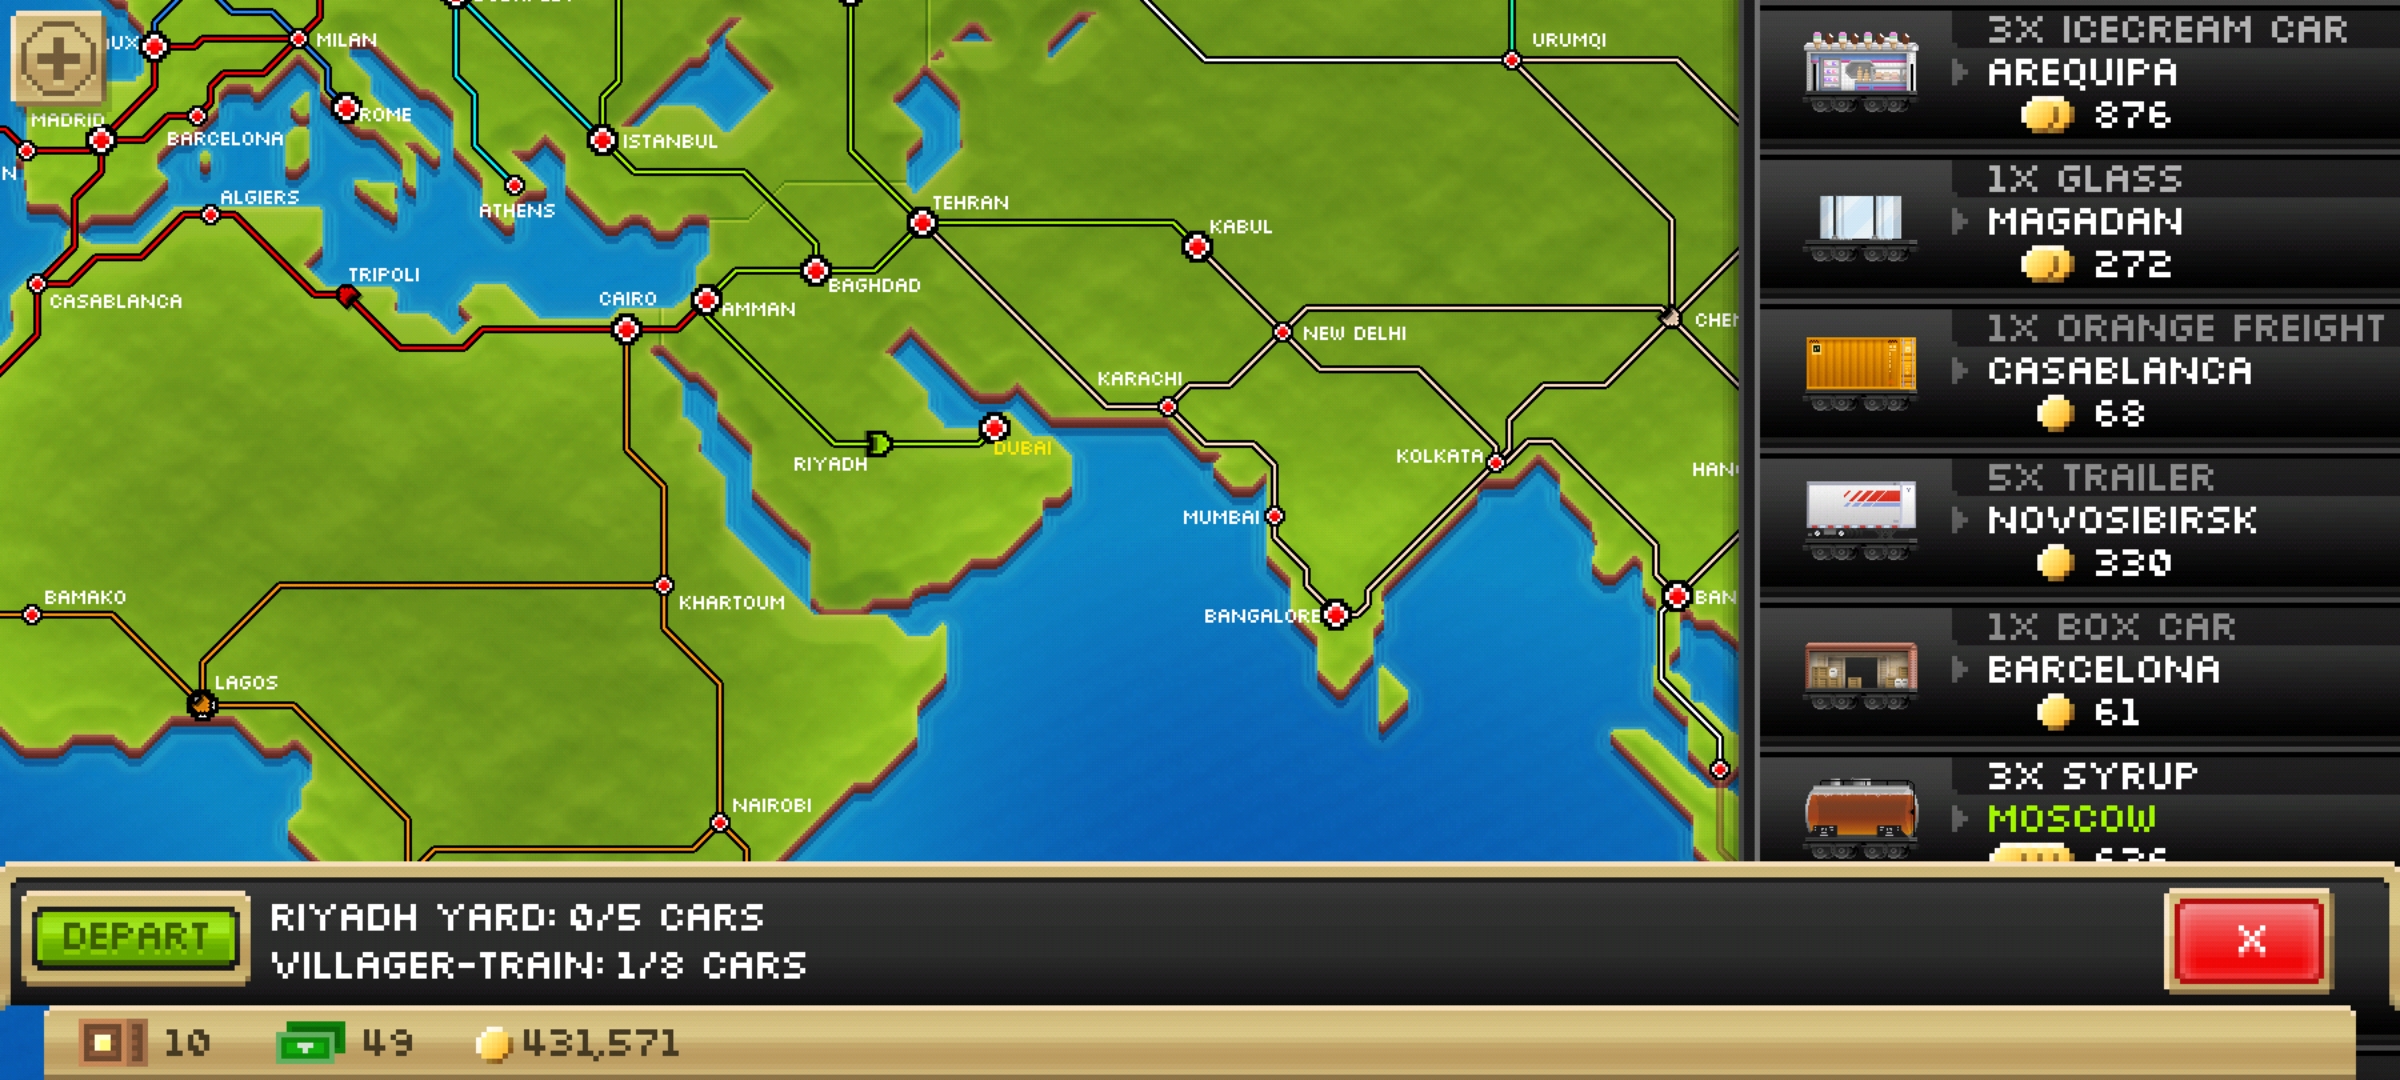 UX
MILAN
MADRID
BARCELONA
ROME
N
ISTANBUL
ATHENS
ALGIERS
CASABLANCA
TRIPOLI
CAIRO
AMMAN
BAGHDAD
TEHRAN
KABUL
URUMQI
NEW DELHI
CHE
KARACHI
RIYADH
DUBAI
KOLKATA
HAN
MUMBAI
BANGALORE
BAN
BAMAKO
KHARTOUM
LAGOS
NAIROBI
3X ICECREAM CAR
AREQUIPA
876
1X GLASS
MAGADAN
272
1X ORANGE FREIGHT
CASABLANCA
68
5X TRAILER
NOVOSIBIRSK
330
1X BOX CAR
BARCELONA
61
3X SYRUP
MOSCOW
DEPART
RIYADH YARD: 0/5 CARS
VILLAGER-TRAIN: 1/8 CARS
X
10
49
431,571